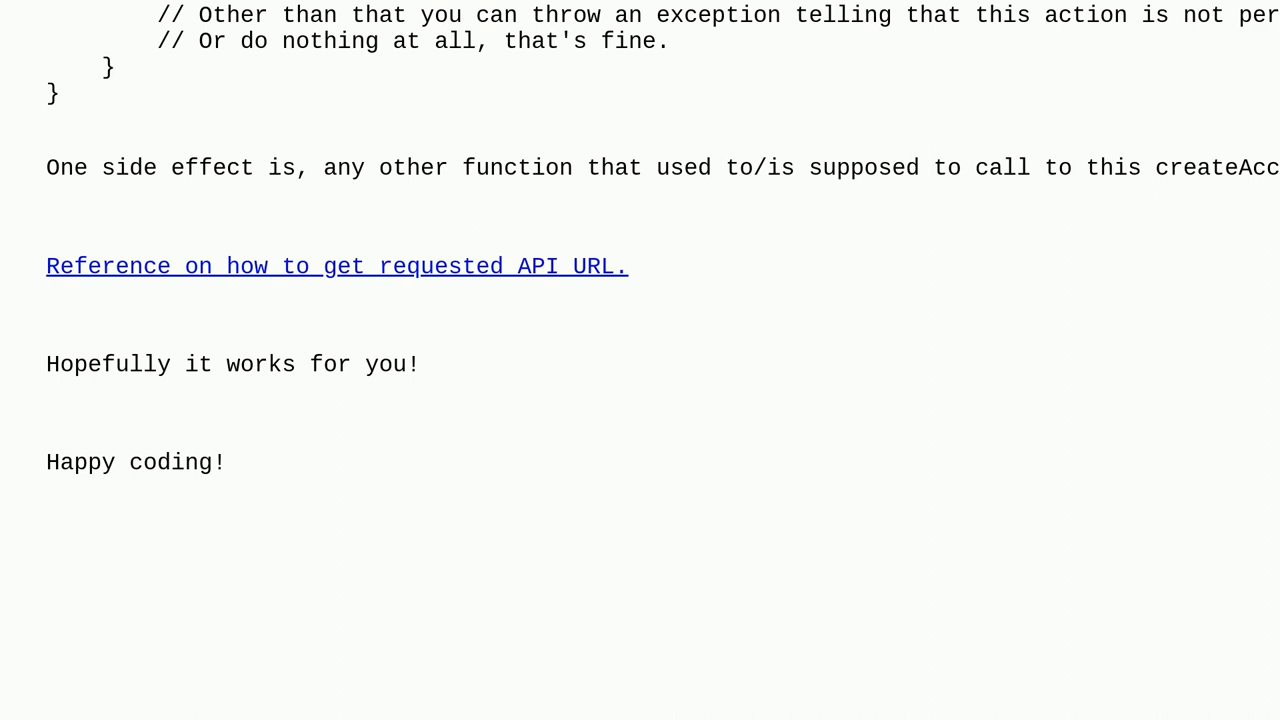 // Other than that you can throw an exception telling that this action is not
// Or do nothing at all, that's fine.
}
}
One side effect is, any other function that used to/is supposed to call to this
Reference on how to get requested API URL.
Hopefully it works for you!
Happy coding!